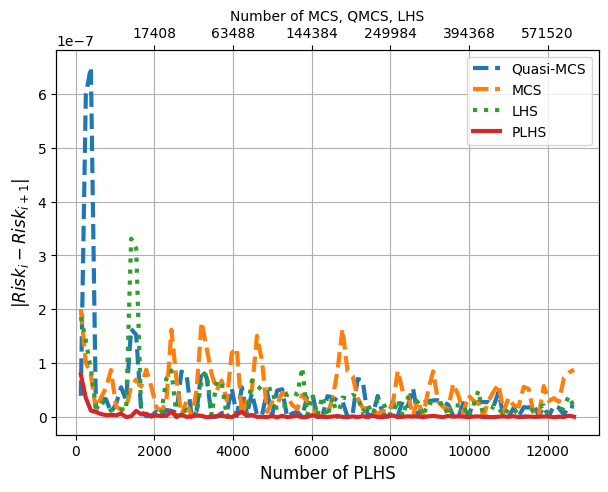 Number of MCS, QMCS, LHS
17408 63488 144384 249984 394368 571520
1e−7
Quasi-MCS
MCS
LHS
PLHS
6
5
4
3
2
1
0
|Risk_i − Risk_{i+1}|
0 2000 4000 6000 8000 10000 12000
Number of PLHS